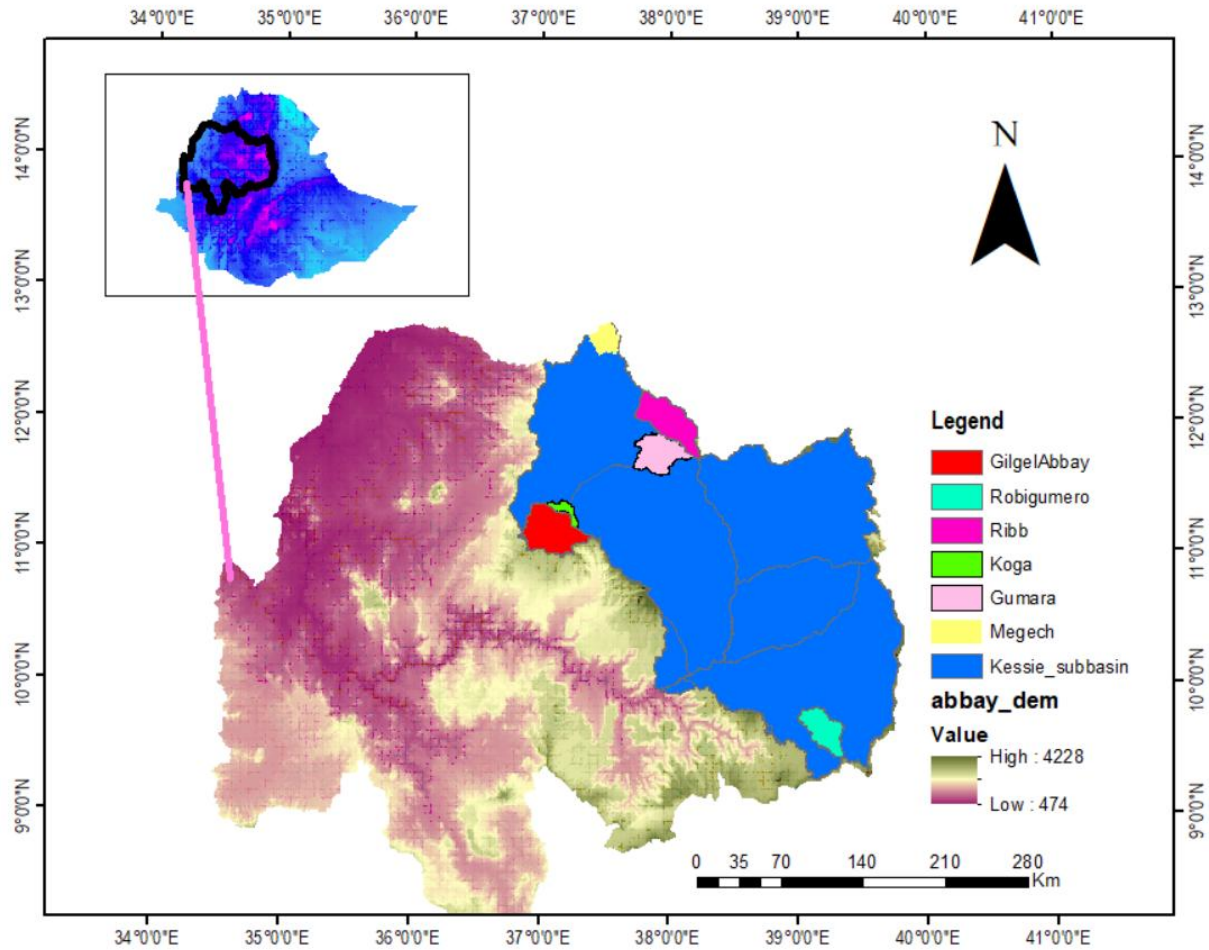 34°0'0"E 35°0'0"E 36°0'0"E 37°0'0"E 38°0'0"E 39°0'0"E 40°0'0"E 41°0'0"E
N
14°0'0"N 14°0'0"N
13°0'0"N 13°0'0"N
12°0'0"N 12°0'0"N
Legend
GilgelAbbay
Robigumero
Ribb
11°0'0"N 11°0'0"N
Koga
Gumara
Megech
Kessie_subbasin
10°0'0"N 10°0'0"N
abbay_dem
Value
High : 4228
Low : 474
9°0'0"N 9°0'0"N
0 35 70 140 210 280
Km
34°0'0"E 35°0'0"E 36°0'0"E 37°0'0"E 38°0'0"E 39°0'0"E 40°0'0"E 41°0'0"E